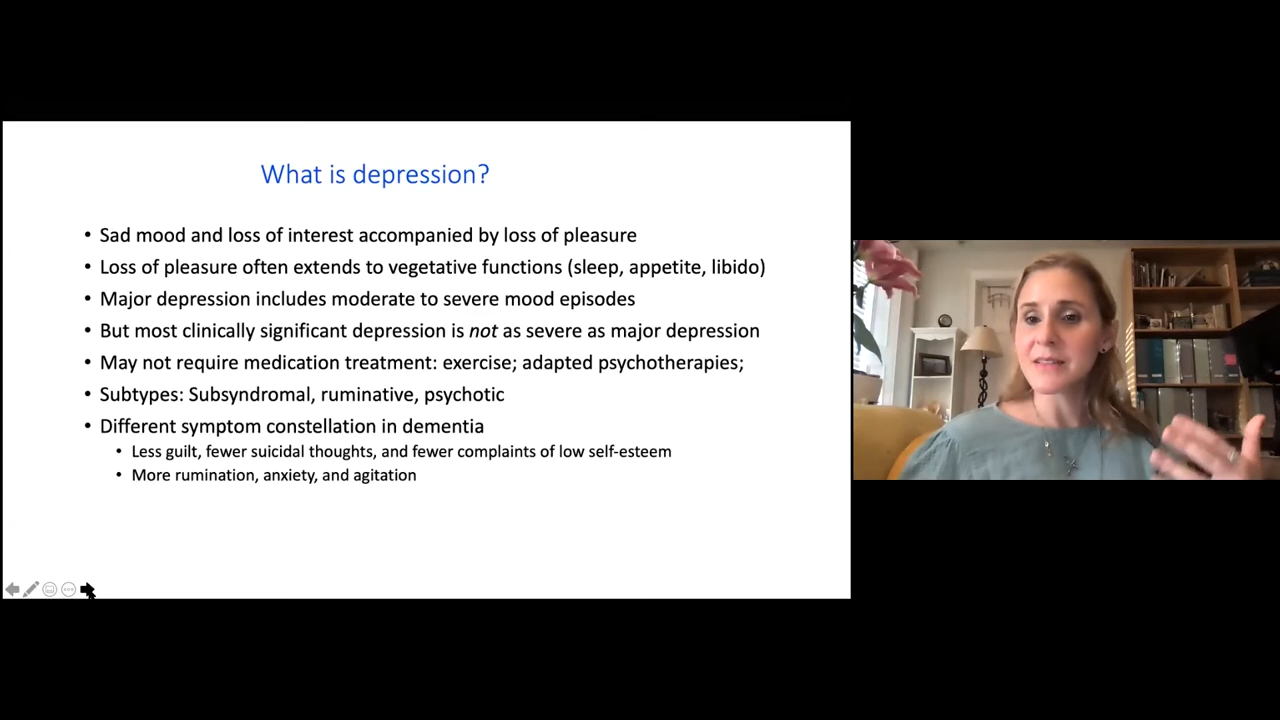 What is depression?
• Sad mood and loss of interest accompanied by loss of pleasure
• Loss of pleasure often extends to vegetative functions (sleep, appetite, libido)
• Major depression includes moderate to severe mood episodes
• But most clinically significant depression is not as severe as major depression
• May not require medication treatment: exercise; adapted psychotherapies;
• Subtypes: Subsyndromal, ruminative, psychotic
• Different symptom constellation in dementia
• Less guilt, fewer suicidal thoughts, and fewer complaints of low self-esteem
• More rumination, anxiety, and agitation